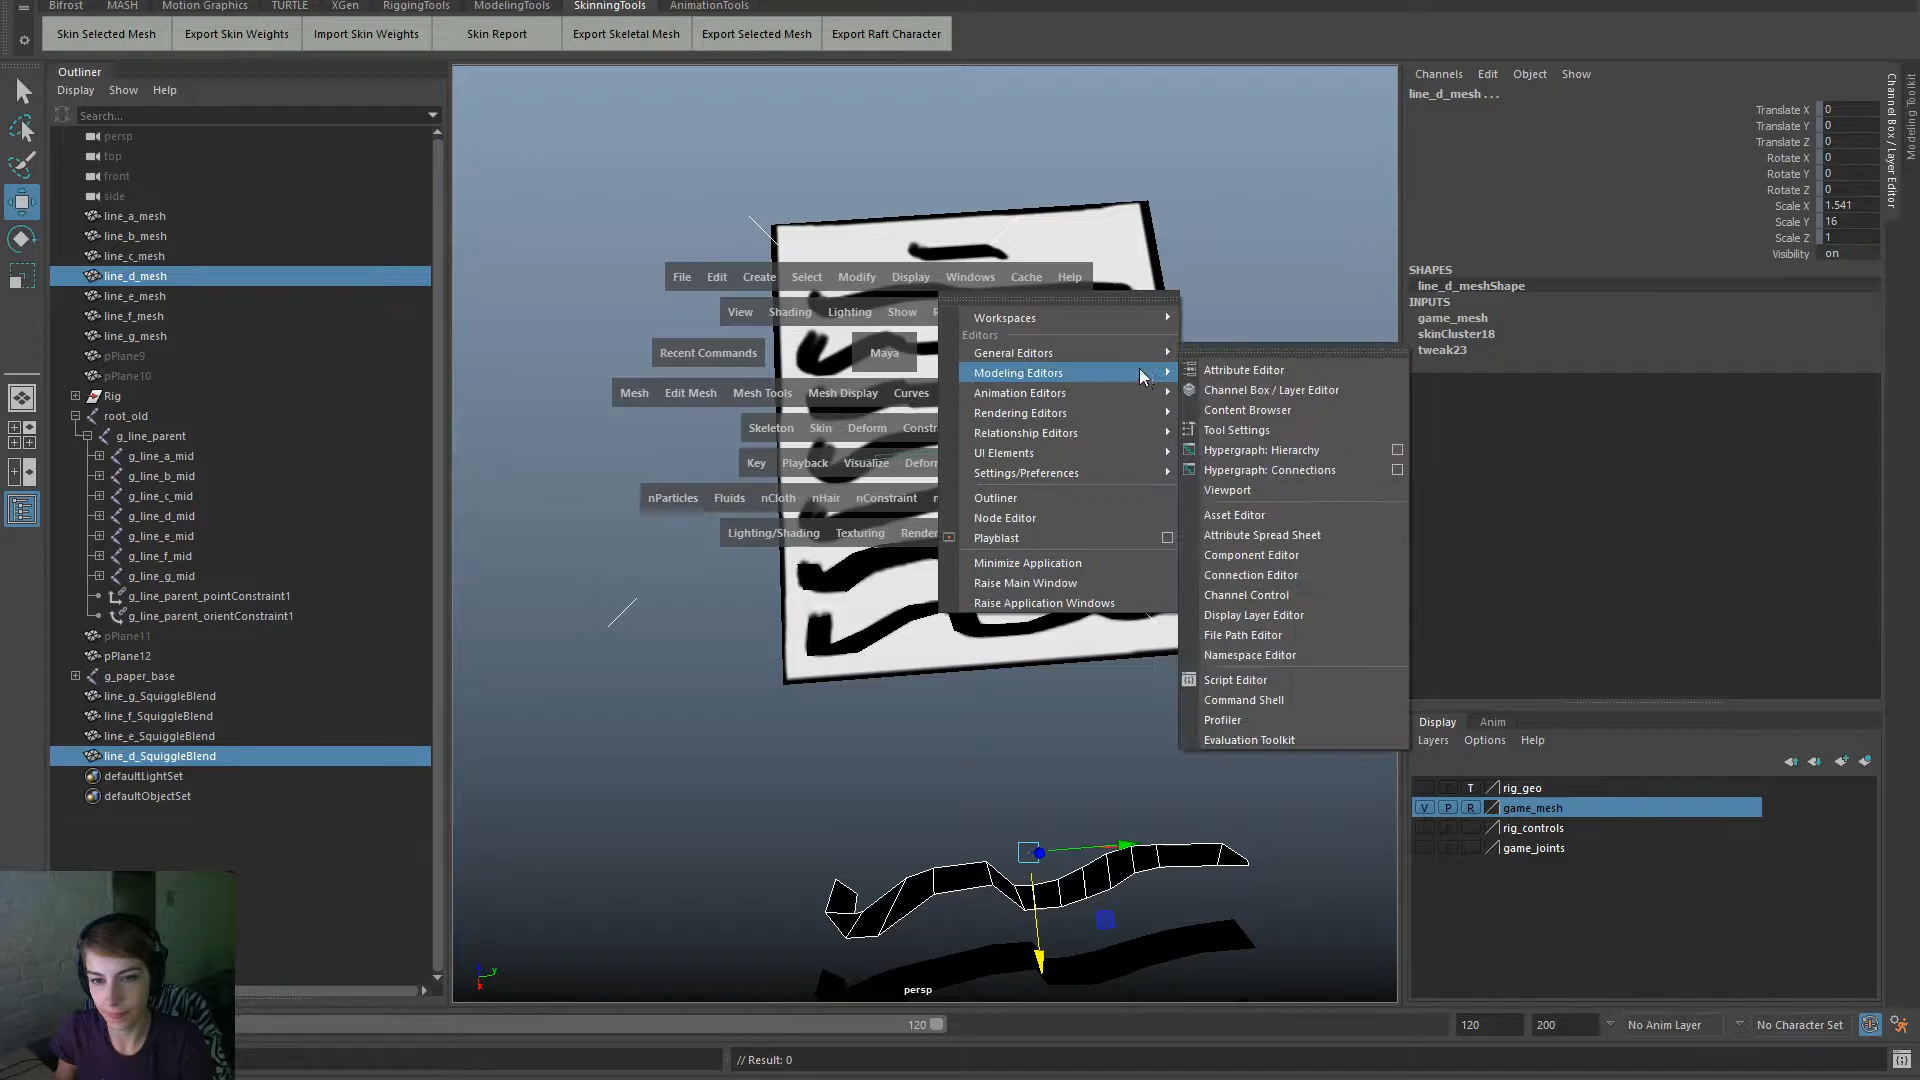 Bifrost MASH Motion Graphics TURTLE XGen RiggingTools ModelingTools SkinningTools AnimationTools
Skin Selected Mesh Export Skin Weights Import Skin Weights Skin Report Export Skeletal Mesh Export Selected Mesh Export Raft Character
Outliner
Display Show Help
Search...
persp
top
front
side
line_a_mesh
line_b_mesh
line_c_mesh
line_d_mesh
line_e_mesh
line_f_mesh
line_g_mesh
pPlane9
pPlane10
Rig
root_old
g_line_parent
g_line_a_mid
g_line_b_mid
g_line_c_mid
g_line_d_mid
g_line_e_mid
g_line_f_mid
g_line_g_mid
g_line_parent_pointConstraint1
g_line_parent_orientConstraint1
pPlane11
pPlane12
g_paper_base
line_g_SquiggleBlend
line_f_SquiggleBlend
line_e_SquiggleBlend
line_d_SquiggleBlend
defaultLightSet
defaultObjectSet
File Edit Create Select Modify Display Windows Cache Help
View Shading Lighting Show
Recent Commands Maya
Mesh Edit Mesh Mesh Tools Mesh Display Curves
Skeleton Skin Deform Constr
Key Playback Visualize Deforn
nParticles Fluids nCloth nHair nConstraint
Lighting/Shading Texturing Render
Workspaces
Editors
General Editors
Modeling Editors
Animation Editors
Rendering Editors
Relationship Editors
UI Elements
Settings/Preferences
Outliner
Node Editor
Playblast
Minimize Application
Raise Main Window
Raise Application Windows
Attribute Editor
Channel Box / Layer Editor
Content Browser
Tool Settings
Hypergraph: Hierarchy
Hypergraph: Connections
Viewport
Asset Editor
Attribute Spread Sheet
Component Editor
Connection Editor
Channel Control
Display Layer Editor
File Path Editor
Namespace Editor
Script Editor
Command Shell
Profiler
Evaluation Toolkit
persp
y
x
Channels Edit Object Show
line_d_mesh . . .
Translate X 0
Translate Y 0
Translate Z 0
Rotate X 0
Rotate Y 0
Rotate Z 0
Scale X 1.541
Scale Y 16
Scale Z 1
Visibility on
SHAPES
line_d_meshShape
INPUTS
game_mesh
skinCluster18
tweak23
Channel Box / Layer Editor
Modeling Toolkit
Display Anim
Layers Options Help
T rig_geo
V P R game_mesh
rig_controls
game_joints
120 120 200 No Anim Layer No Character Set
// Result: 0